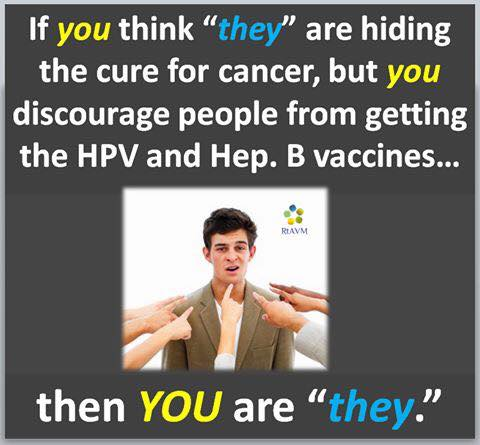 If you think “they” are hiding
the cure for cancer, but you
discourage people from getting
the HPV and Hep. B vaccines...
RtAVM
then YOU are “they.”